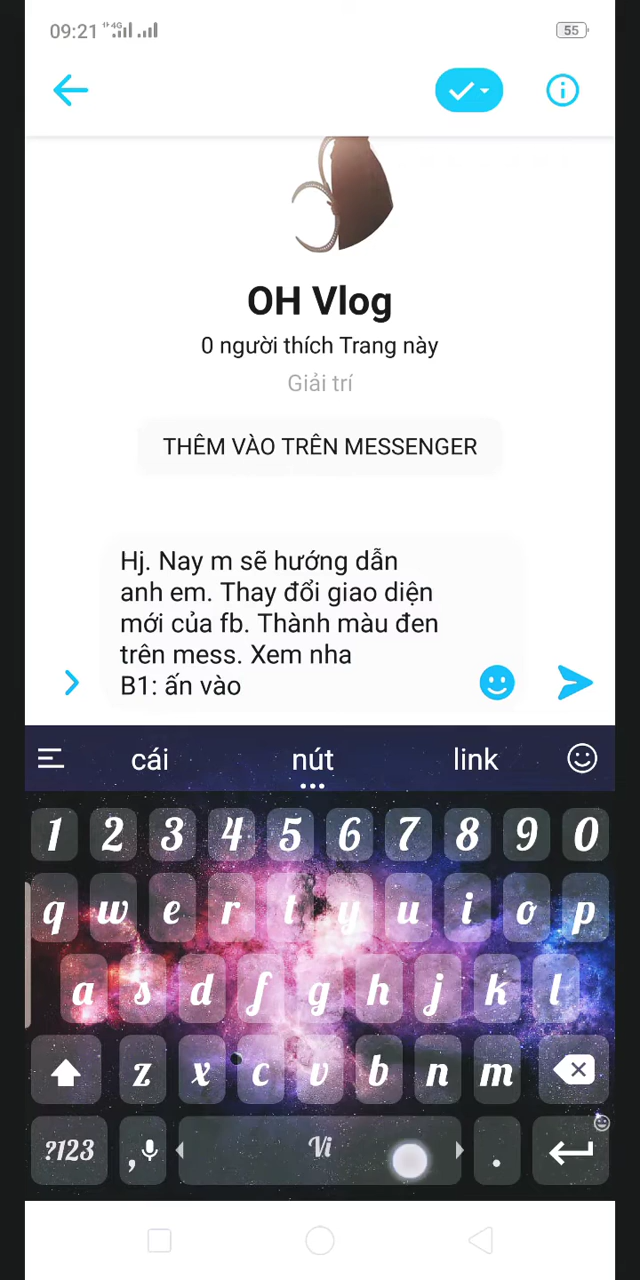 09:21 4G 55
OH Vlog
0 người thích Trang này
Giải trí
THÊM VÀO TRÊN MESSENGER
Hj. Nay m sẽ hướng dẫn
anh em. Thay đổi giao diện
mới của fb. Thành màu đen
trên mess. Xem nha
B1: ấn vào
cái nút link
1 2 3 4 5 6 7 8 9 0
q w e r t y u i o p
a s d f g h j k l
z x c v b n m
?123 , Vi .